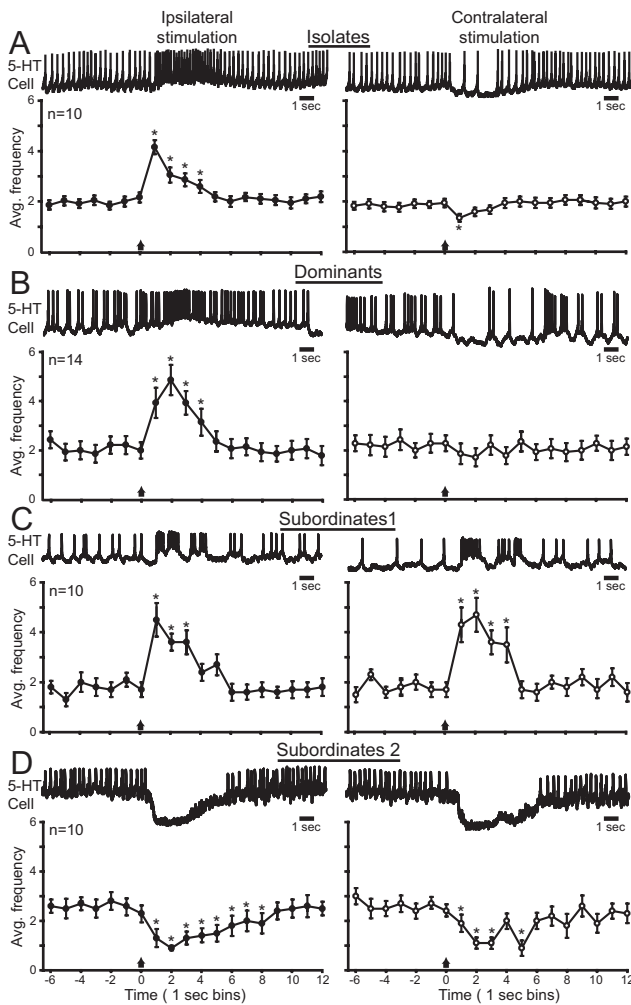 Ipsilateral stimulation
Contralateral stimulation
A
Isolates
5-HT Cell
1 sec
1 sec
6
n=10
Avg. frequency
4
2
0
*
*
*
*
*
B
Dominants
5-HT Cell
1 sec
1 sec
6
n=14
Avg. frequency
4
2
0
*
*
*
*
C
Subordinates1
5-HT Cell
1 sec
1 sec
6
n=10
Avg. frequency
4
2
0
*
*
*
*
*
*
*
D
Subordinates 2
5-HT Cell
1 sec
1 sec
6
n=10
Avg. frequency
4
2
0
*
*
*
*
*
*
*
*
*
*
*
*
-6 -4 -2 0 2 4 6 8 10 12
-6 -4 -2 0 2 4 6 8 10 12
Time ( 1 sec bins)
Time ( 1 sec bins)